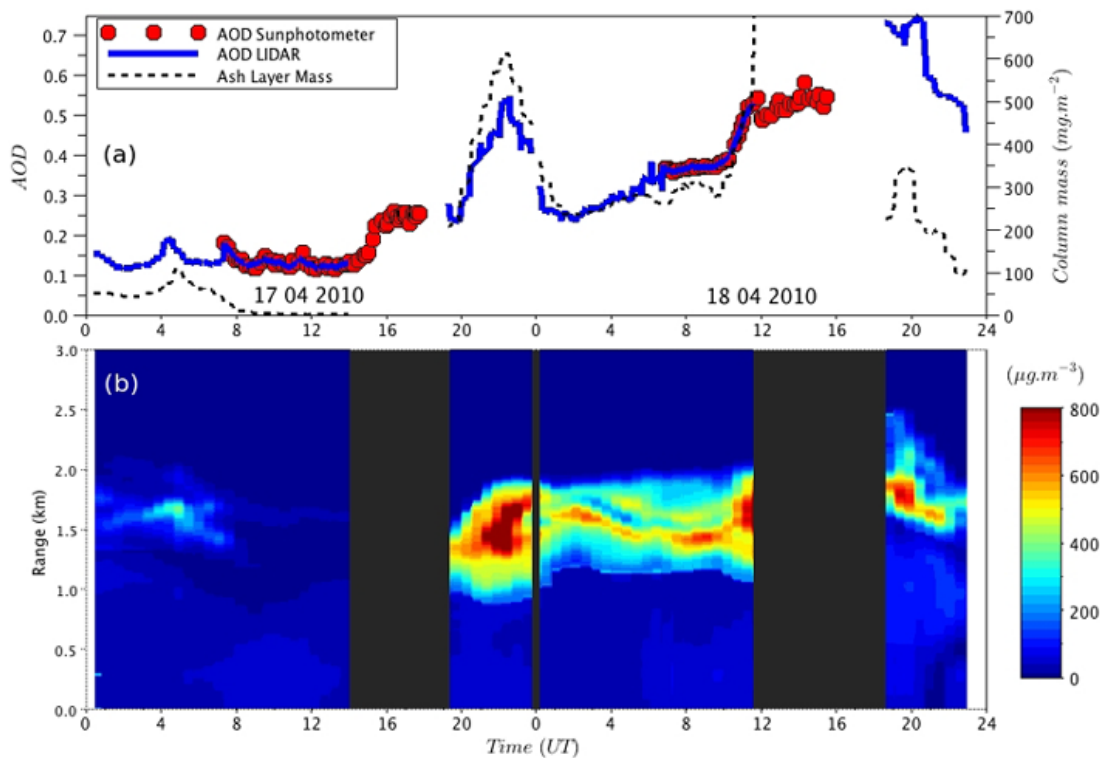 AOD Sunphotometer
AOD LIDAR
Ash Layer Mass
(a)
AOD
0.7
0.6
0.5
0.4
0.3
0.2
0.1
0.0
700
600
500
400
300
200
100
0
Column mass (mg.m⁻²)
17 04 2010
18 04 2010
0 4 8 12 16 20 0 4 8 12 16 20 24
(b)
Range (km)
3.0
2.5
2.0
1.5
1.0
0.5
0.0
0 4 8 12 16 20 0 4 8 12 16 20 24
Time (UT)
(μg.m⁻³)
800
600
400
200
0